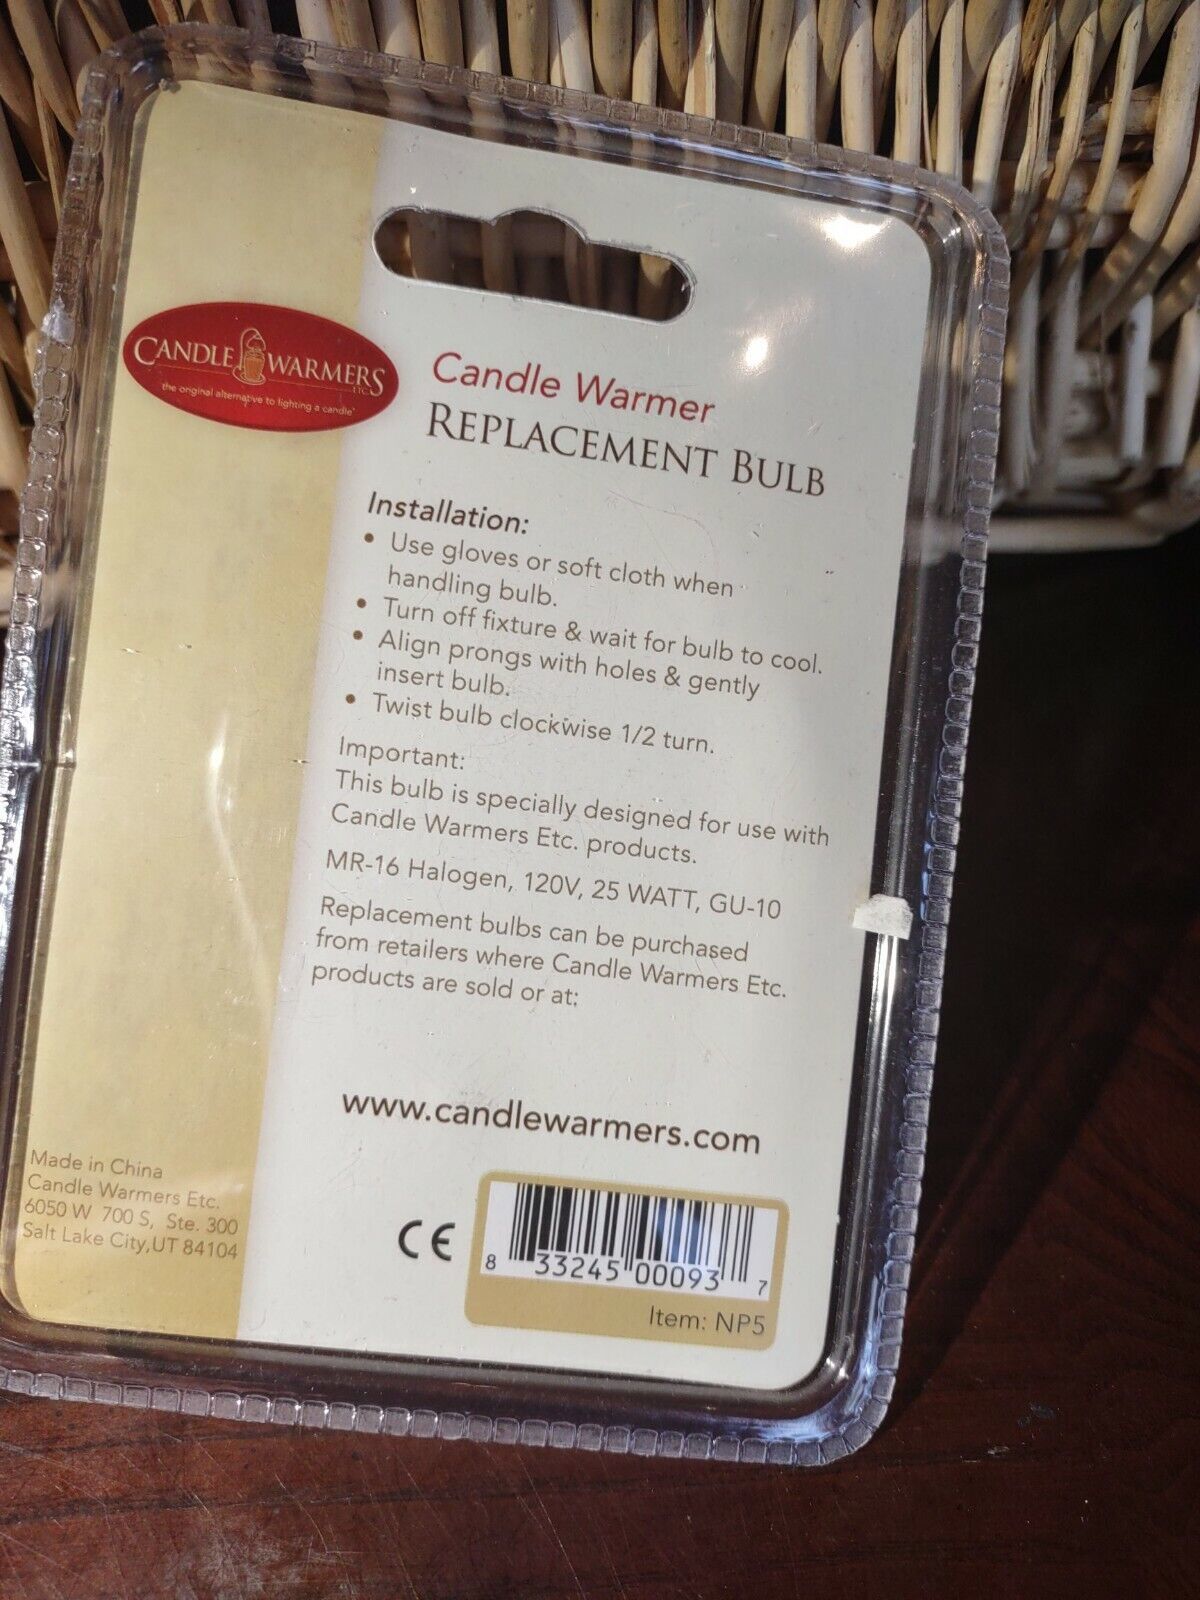 CANDLE WARMERS
ETC.
the original alternative to lighting a candle
Candle Warmer
REPLACEMENT BULB
Installation:
• Use gloves or soft cloth when
handling bulb.
• Turn off fixture & wait for bulb to cool.
• Align prongs with holes & gently
insert bulb.
• Twist bulb clockwise 1/2 turn.
Important:
This bulb is specially designed for use with
Candle Warmers Etc. products.
MR-16 Halogen, 120V, 25 WATT, GU-10
Replacement bulbs can be purchased
from retailers where Candle Warmers Etc.
products are sold or at:
www.candlewarmers.com
Made in China
Candle Warmers Etc.
6050 W 700 S, Ste. 300
Salt Lake City,UT 84104
CE
8 33245 00093 7
Item: NP5